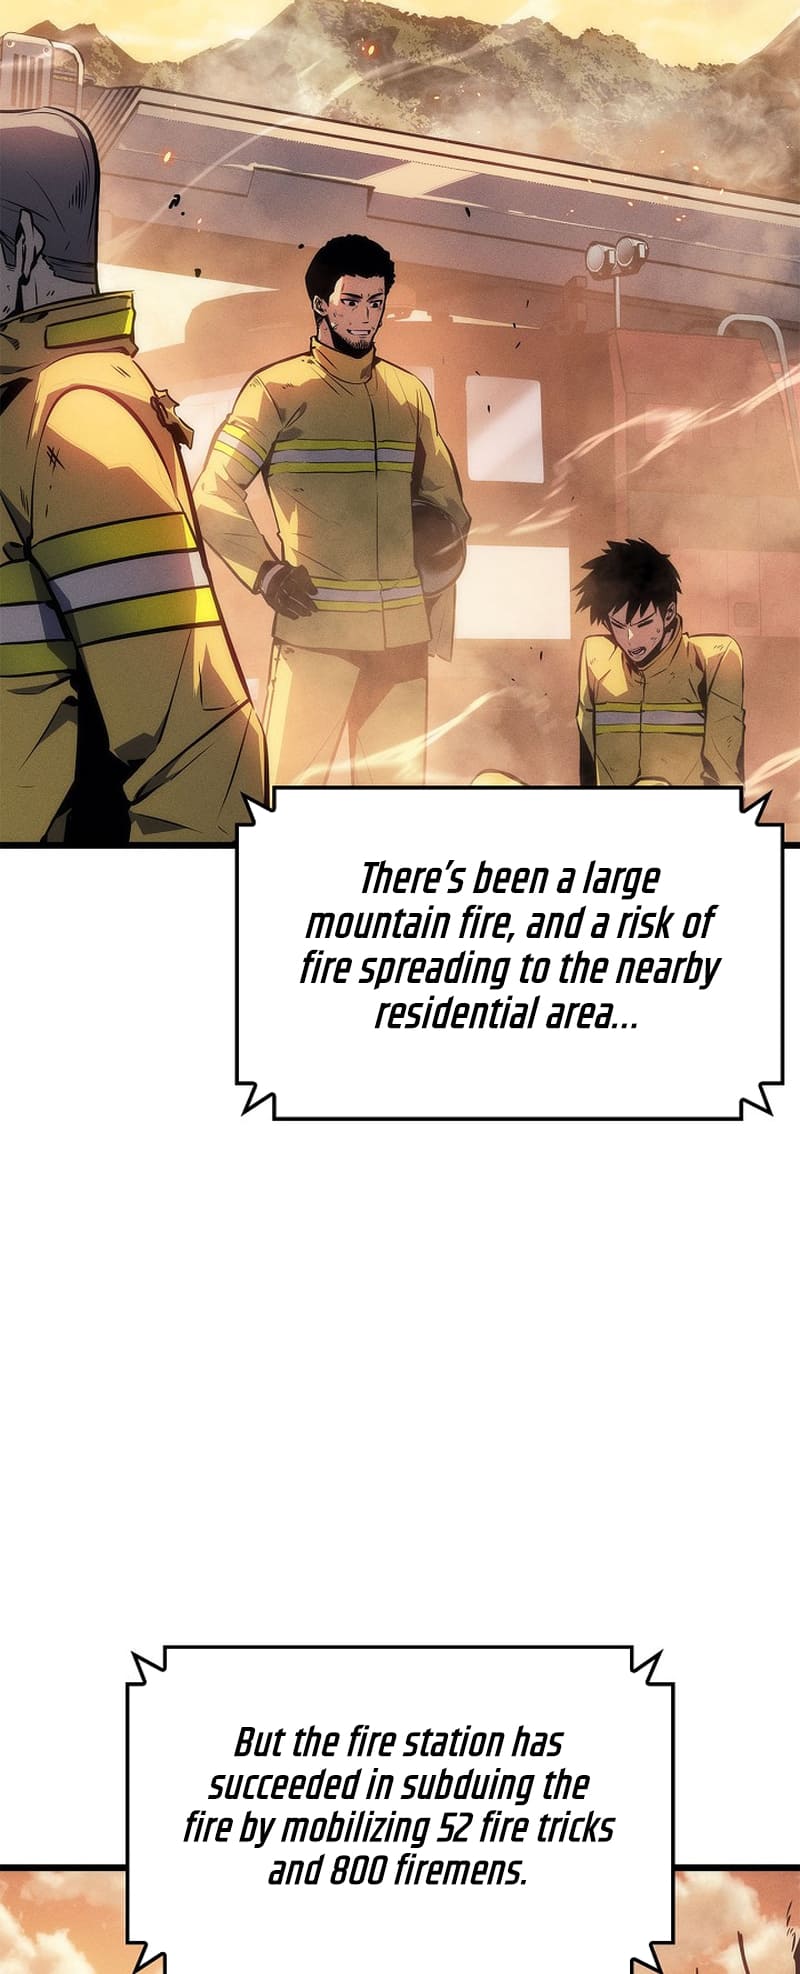 There's been a large
mountain fire, and a risk of
fire spreading to the nearby
residential area...
But the fire station has
succeeded in subduing the
fire by mobilizing 52 fire tricks
and 800 firemens.